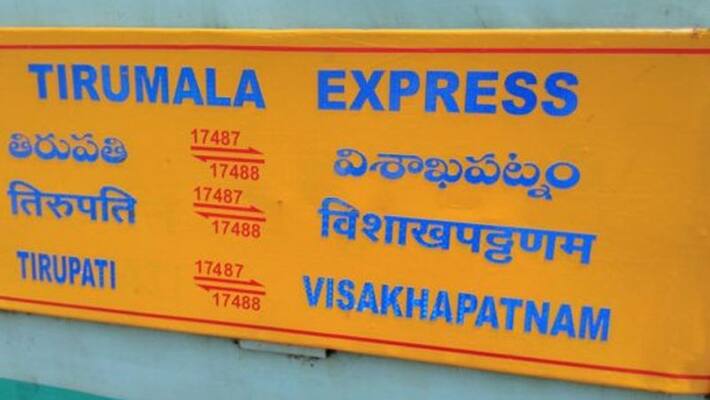 TIRUMALA EXPRESS
తిరుపతి 17487 17488 విశాఖపట్నం
तिरुपति 17487 17488 विशाखपट्टणम
TIRUPATI 17487 17488 VISAKHAPATNAM